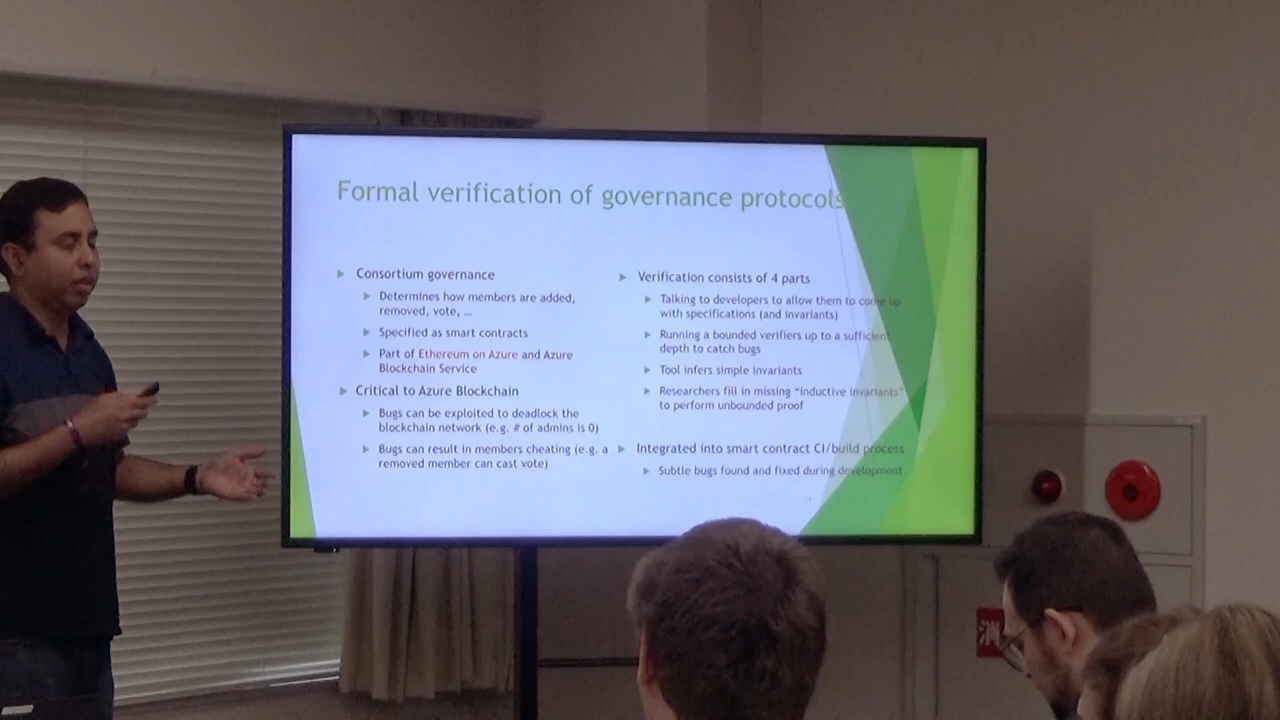 Formal verification of governance protocols
Consortium governance
Determines how members are added,
removed, vote, …
Specified as smart contracts
Part of Ethereum on Azure and Azure
Blockchain Service
Critical to Azure Blockchain
Bugs can be exploited to deadlock the
blockchain network (e.g. # of admins is 0)
Bugs can result in members cheating (e.g. a
removed member can cast vote)
Verification consists of 4 parts
Talking to developers to allow them to come up
with specifications (and invariants)
Running a bounded verifiers up to a sufficient
depth to catch bugs
Tool infers simple invariants
Researchers fill in missing "inductive invariants"
to perform unbounded proof
Integrated into smart contract CI/build process
Subtle bugs found and fixed during development
消